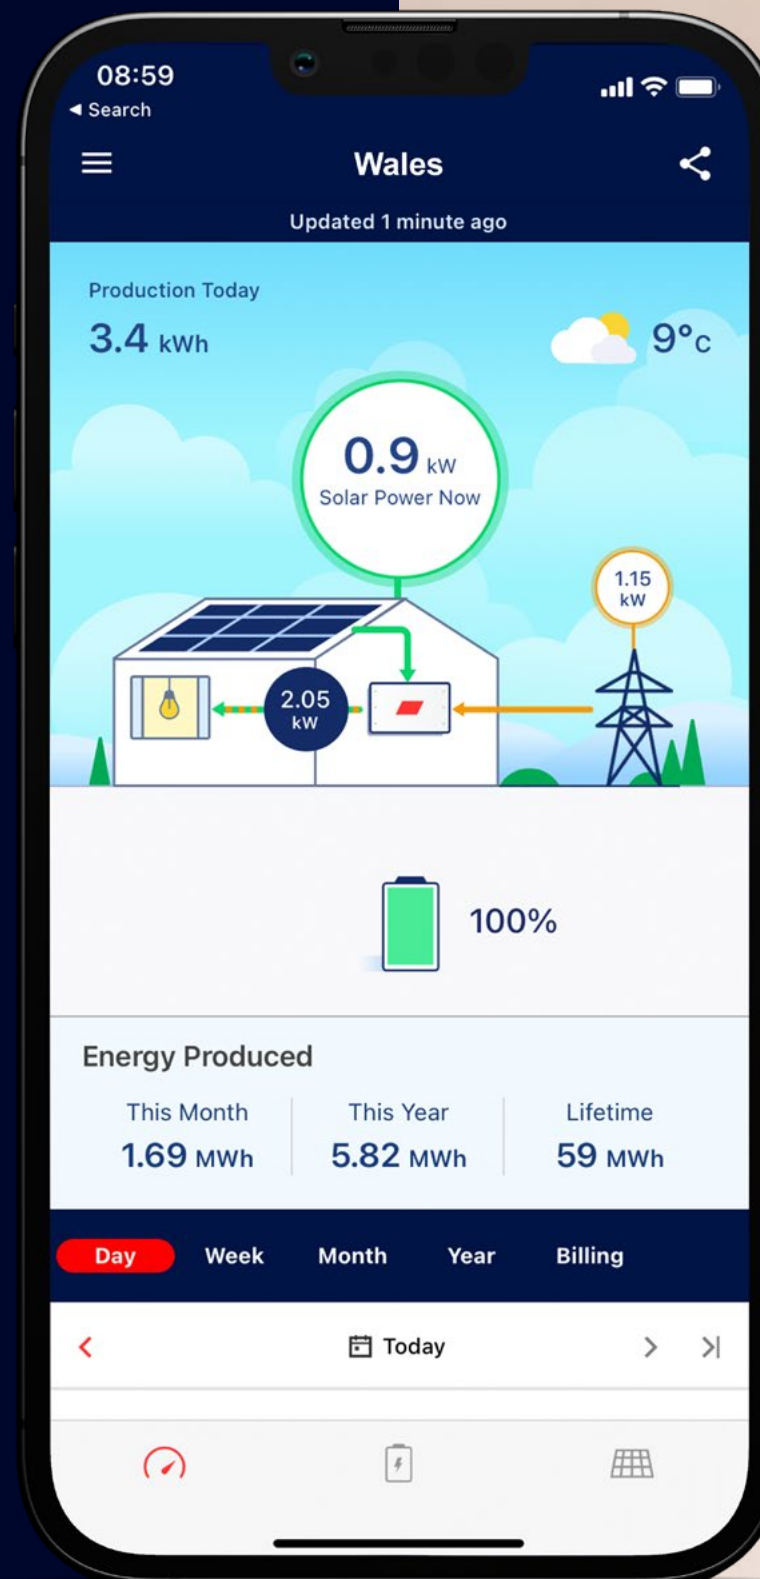 08:59
◀ Search
Wales
Updated 1 minute ago
Production Today
3.4 kWh
9°c
0.9 kW
Solar Power Now
1.15
kW
2.05
kW
100%
Energy Produced
This Month
This Year
Lifetime
1.69 MWh
5.82 MWh
59 MWh
Day
Week
Month
Year
Billing
Today